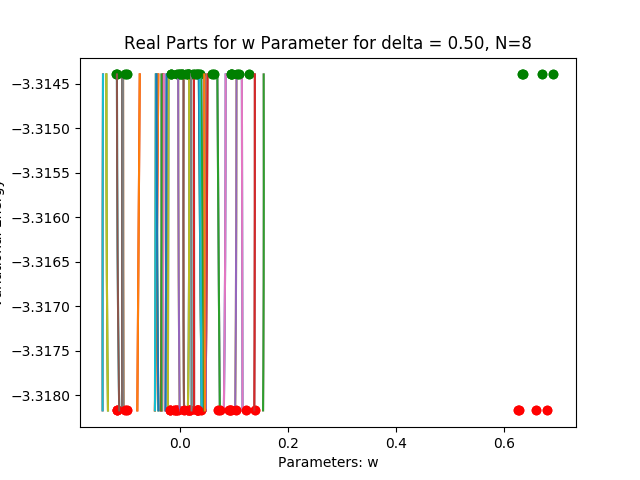 Real Parts for w Parameter for delta = 0.50, N=8
−3.3145
−3.3150
−3.3155
−3.3160
−3.3165
−3.3170
−3.3175
−3.3180
0.0 0.2 0.4 0.6
Parameters: w